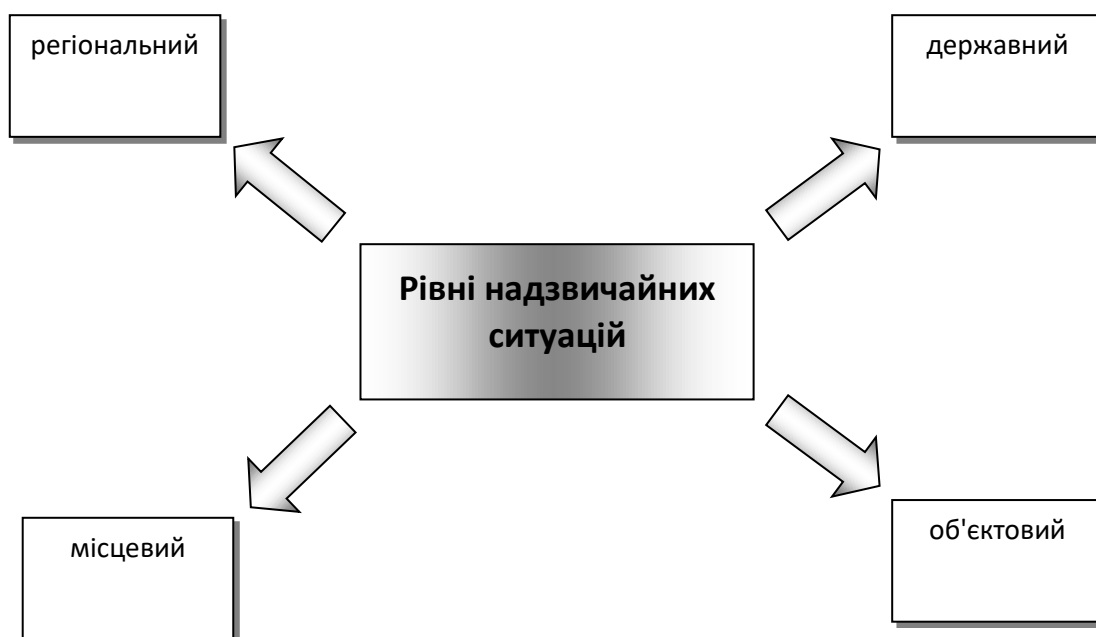 регіональний
державний
Рівні надзвичайних
ситуацій
місцевий
об'єктовий